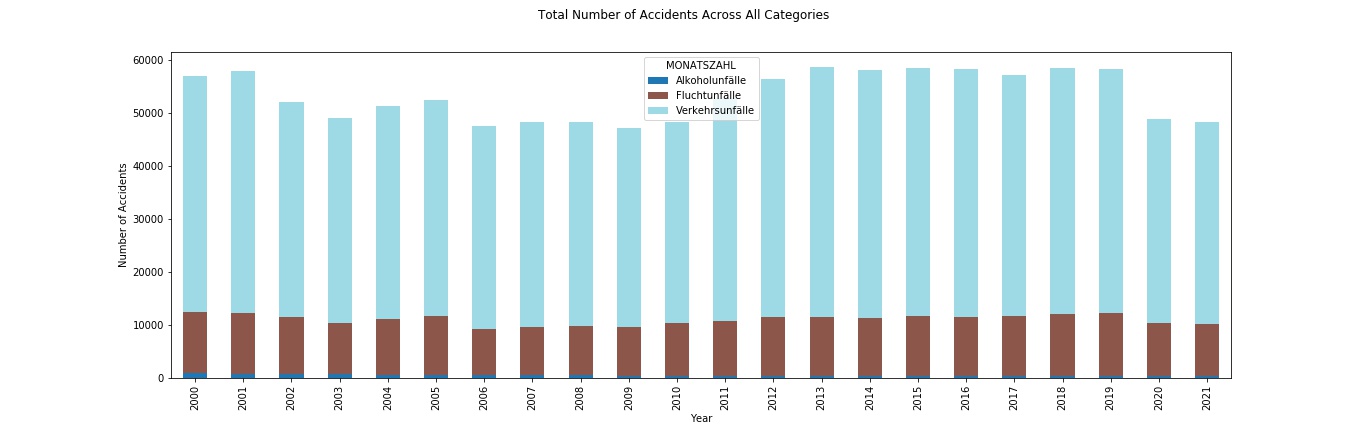 Total Number of Accidents Across All Categories
MONATSZAHL
Alkoholunfälle
Fluchtunfälle
Verkehrsunfälle
60000
50000
40000
30000
20000
10000
0
Number of Accidents
2000 2001 2002 2003 2004 2005 2006 2007 2008 2009 2010 2011 2012 2013 2014 2015 2016 2017 2018 2019 2020 2021
Year